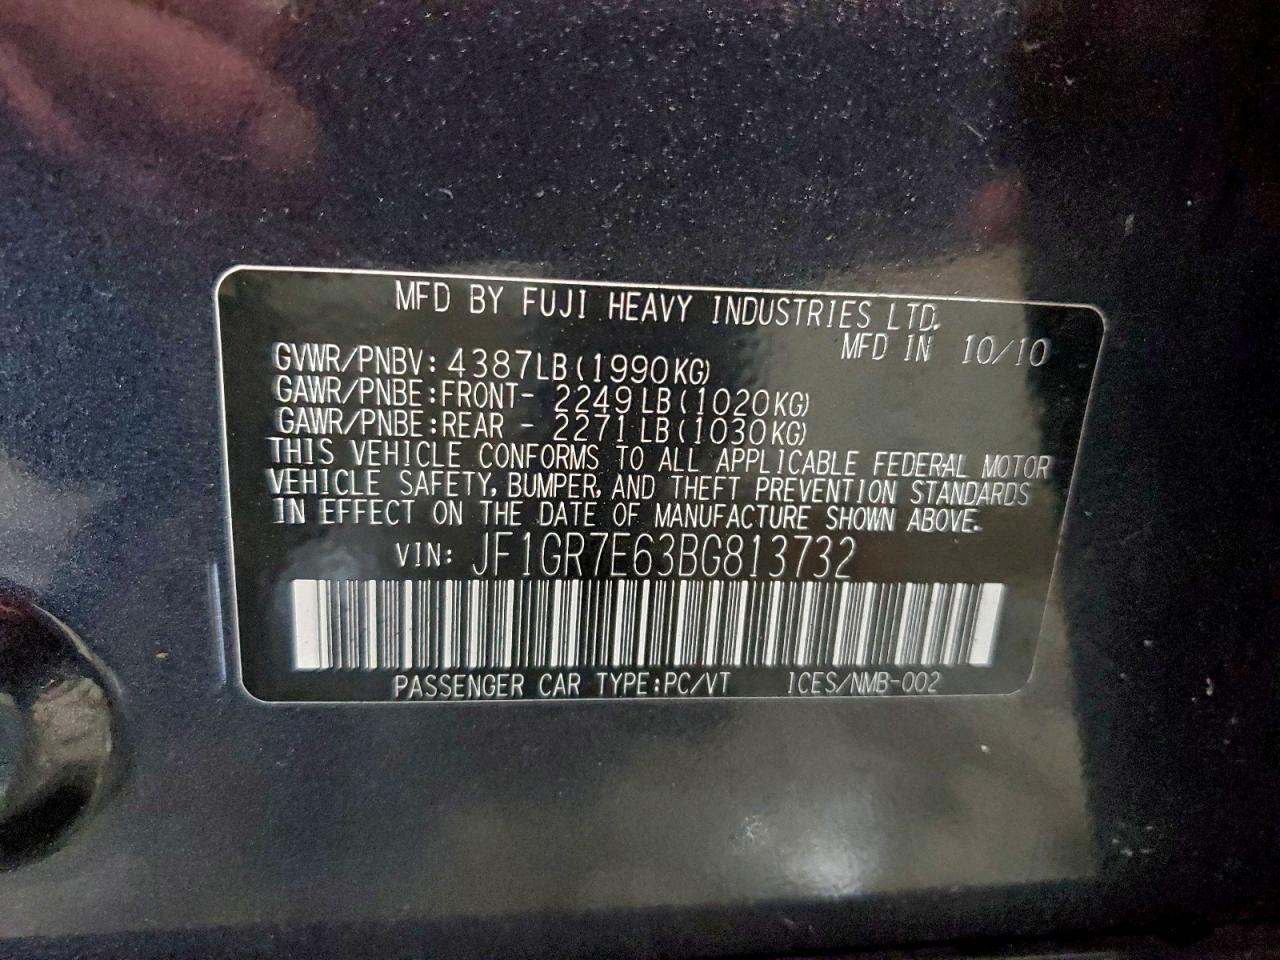 MFD BY FUJI HEAVY INDUSTRIES LTD.
MFD IN 10/10
GVWR/PNBV: 4387LB(1990KG)
GAWR/PNBE:FRONT- 2249LB(1020KG)
GAWR/PNBE:REAR - 2271LB(1030KG)
THIS VEHICLE CONFORMS TO ALL APPLICABLE FEDERAL MOTOR
VEHICLE SAFETY, BUMPER, AND THEFT PREVENTION STANDARDS
IN EFFECT ON THE DATE OF MANUFACTURE SHOWN ABOVE.
VIN: JF1GR7E63BG813732
PASSENGER CAR TYPE:PC/VT ICES/NMB-002